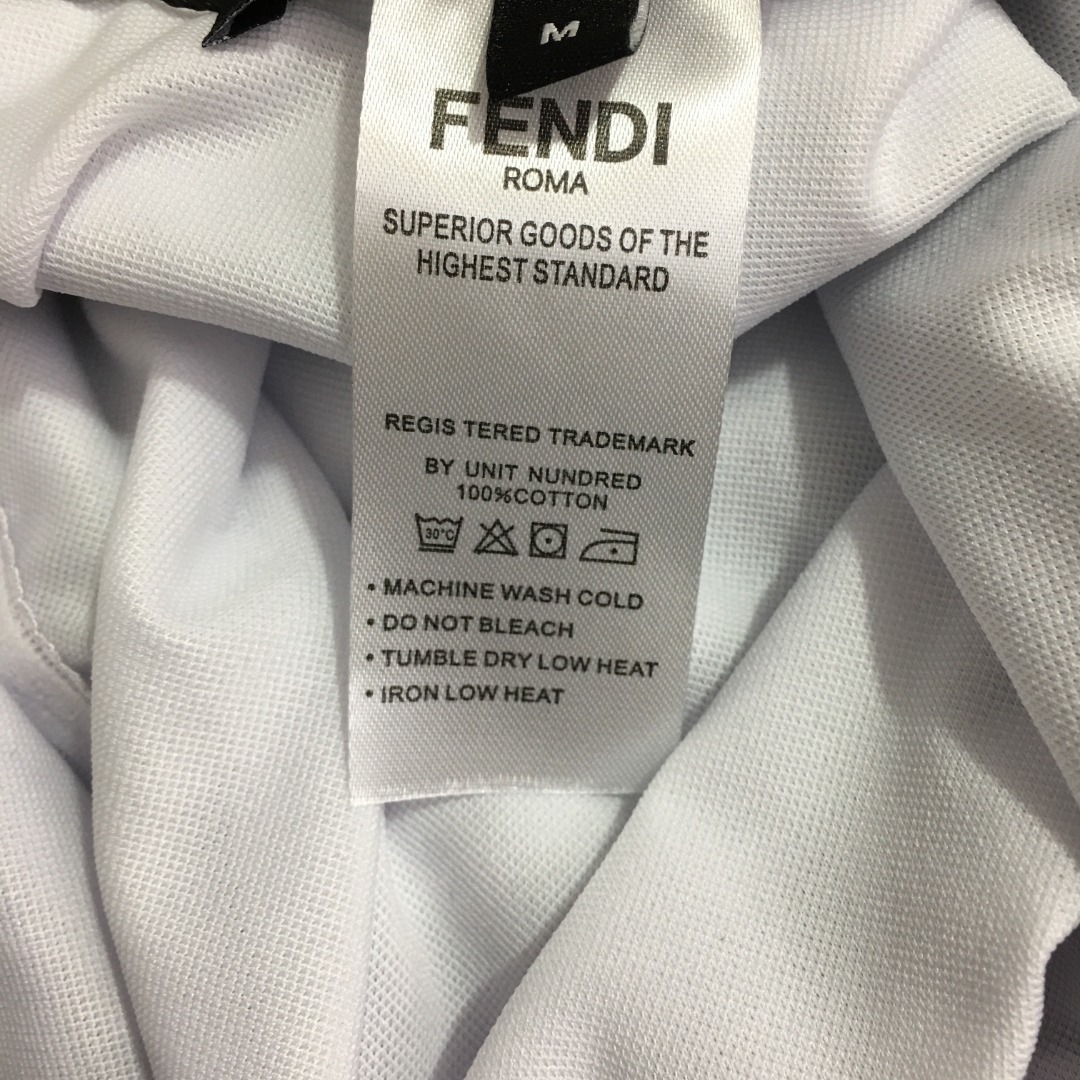 M
FENDI
ROMA
SUPERIOR GOODS OF THE
HIGHEST STANDARD
REGIS TERED TRADEMARK
BY UNIT NUNDRED
100%COTTON
30°C
• MACHINE WASH COLD
• DO NOT BLEACH
• TUMBLE DRY LOW HEAT
• IRON LOW HEAT